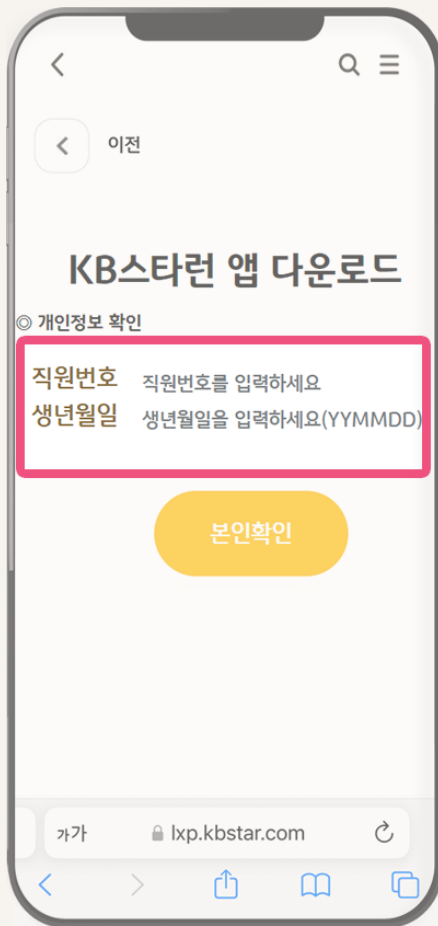 이전
KB스타런 앱 다운로드
◎ 개인정보 확인
직원번호 직원번호를 입력하세요
생년월일 생년월일을 입력하세요(YYMMDD)
본인확인
가가 lxp.kbstar.com